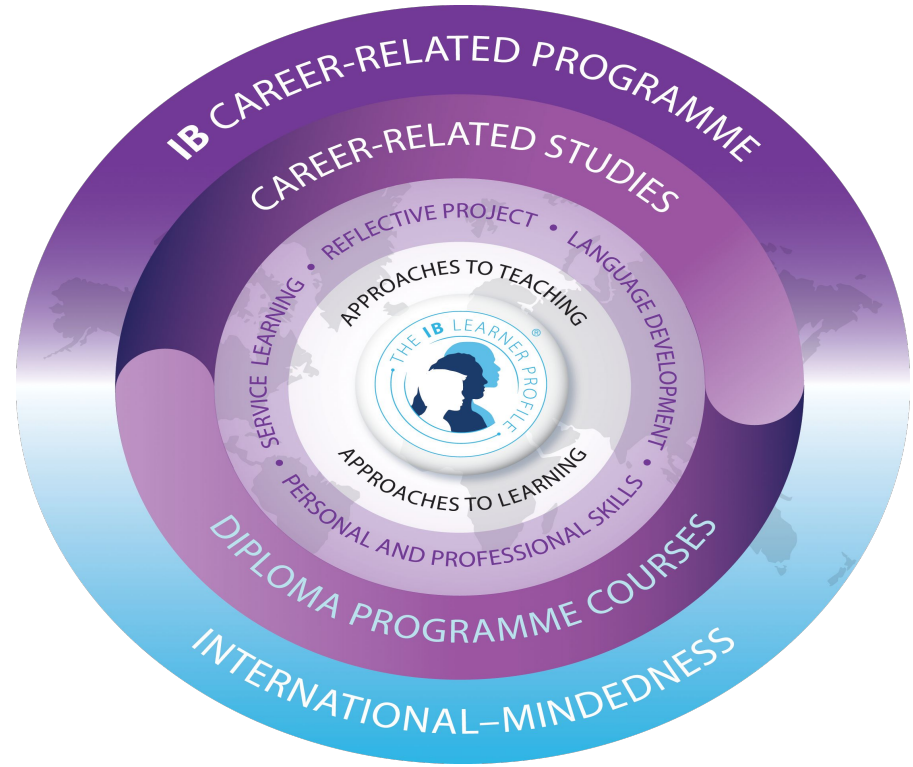 IB CAREER-RELATED PROGRAMME
CAREER-RELATED STUDIES
SERVICE LEARNING • REFLECTIVE PROJECT • LANGUAGE DEVELOPMENT •
APPROACHES TO TEACHING
THE IB LEARNER PROFILE ®
APPROACHES TO LEARNING
• PERSONAL AND PROFESSIONAL SKILLS
DIPLOMA PROGRAMME COURSES
INTERNATIONAL–MINDEDNESS